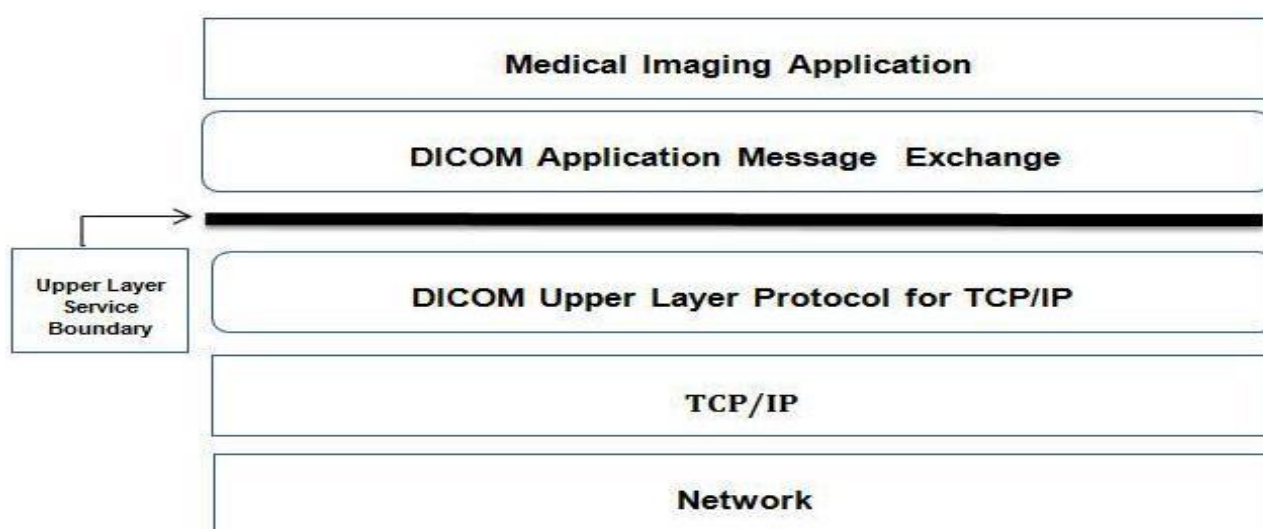 Medical Imaging Application
DICOM Application Message Exchange
Upper Layer
Service
Boundary
DICOM Upper Layer Protocol for TCP/IP
TCP/IP
Network